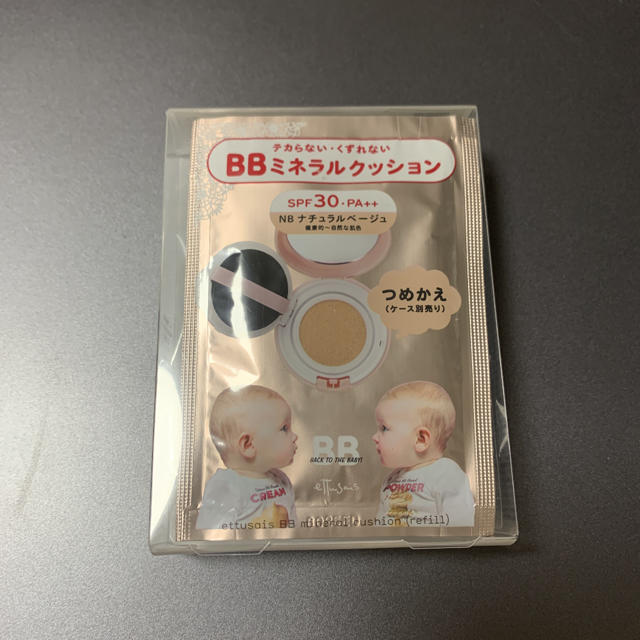 テカらない・くずれない
BBミネラルクッション
SPF30・PA++
NB ナチュラルベージュ
健康的〜自然な肌色
つめかえ
(ケース別売り)
BB
BACK TO THE BABY!
ettusais
CREAM
POWDER
ettusais BB mineral cushion (refill)